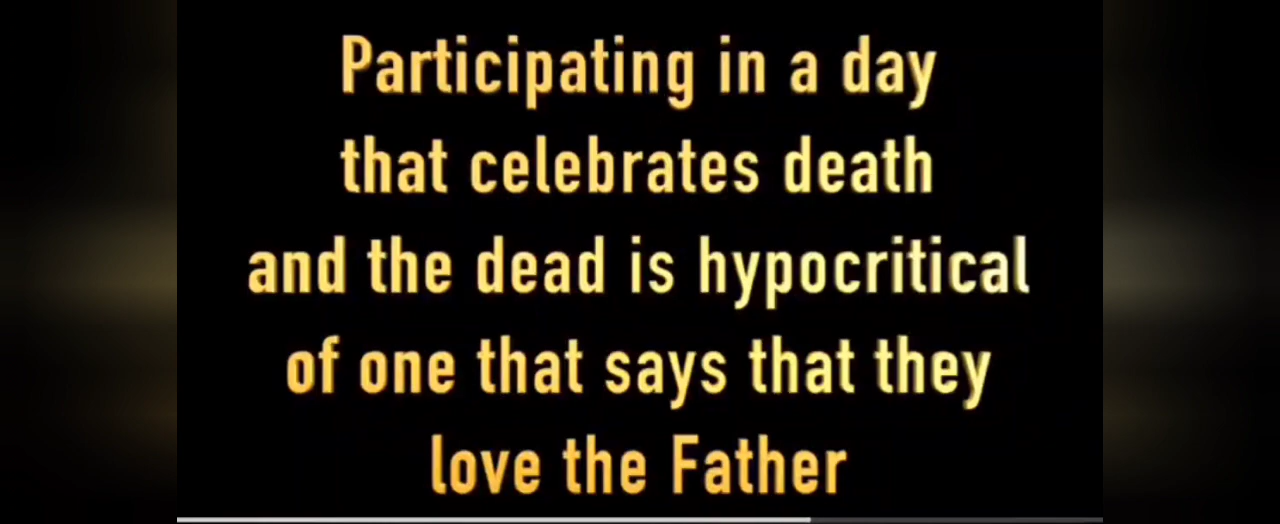 Participating in a day
that celebrates death
and the dead is hypocritical
of one that says that they
love the Father